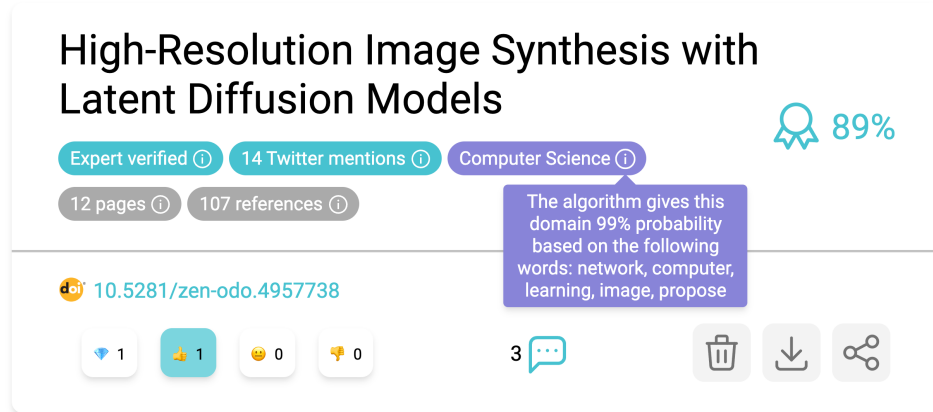 High-Resolution Image Synthesis with
Latent Diffusion Models
89%
Expert verified
14 Twitter mentions
Computer Science
12 pages
107 references
The algorithm gives this
domain 99% probability
based on the following
words: network, computer,
learning, image, propose
doi
10.5281/zen-odo.4957738
1
1
0
0
3